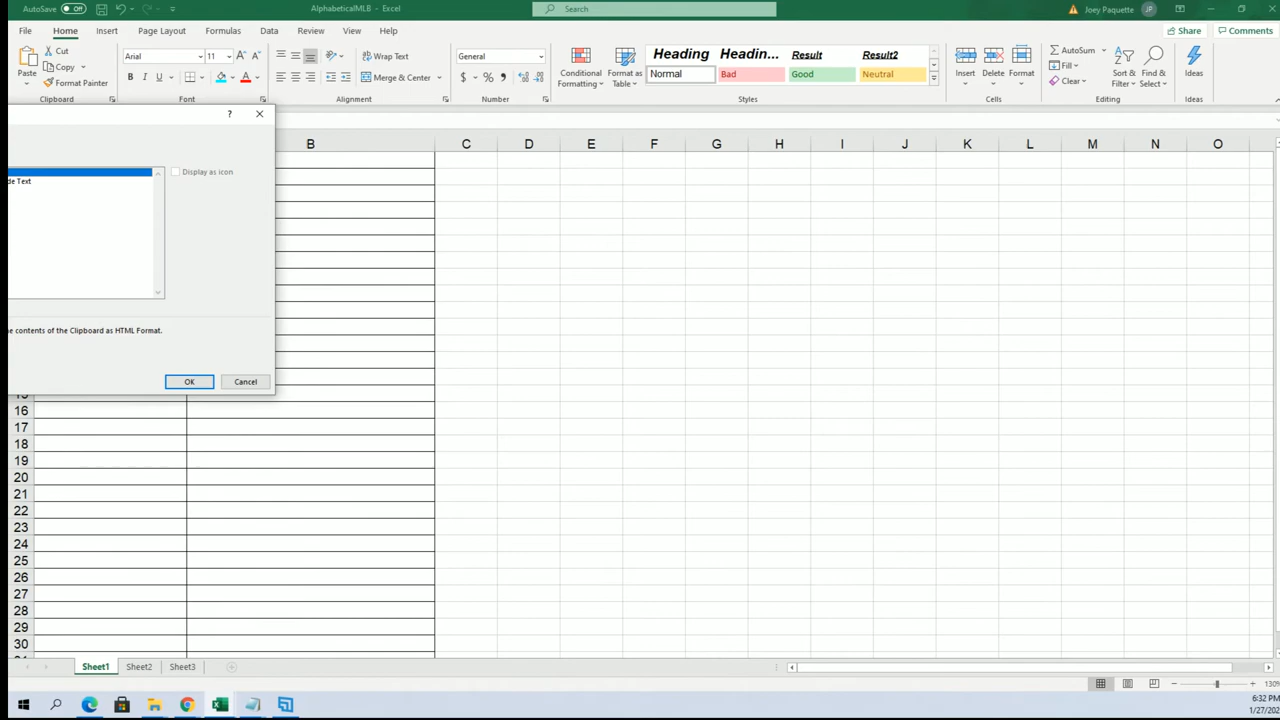 AutoSave Off AlphabeticalMLB - Excel Search Joey Paquette JP
File Home Insert Page Layout Formulas Data Review View Help Share Comments
Paste Cut Copy Format Painter
Clipboard
Arial 11
B I U
Font
Wrap Text
Merge & Center
Alignment
General
$ % ,
Number
Conditional Formatting Format as Table
Heading Headin... Result Result2
Normal Bad Good Neutral
Styles
Insert Delete Format
Cells
AutoSum
Fill
Clear
Sort & Filter Find & Select
Editing
Ideas
Ideas
? ×
B C D E F G H I J K L M N O
Display as icon
de Text
contents of the Clipboard as HTML Format.
OK Cancel
16
17
18
19
20
21
22
23
24
25
26
27
28
29
30
Sheet1 Sheet2 Sheet3
130%
6:32 PM